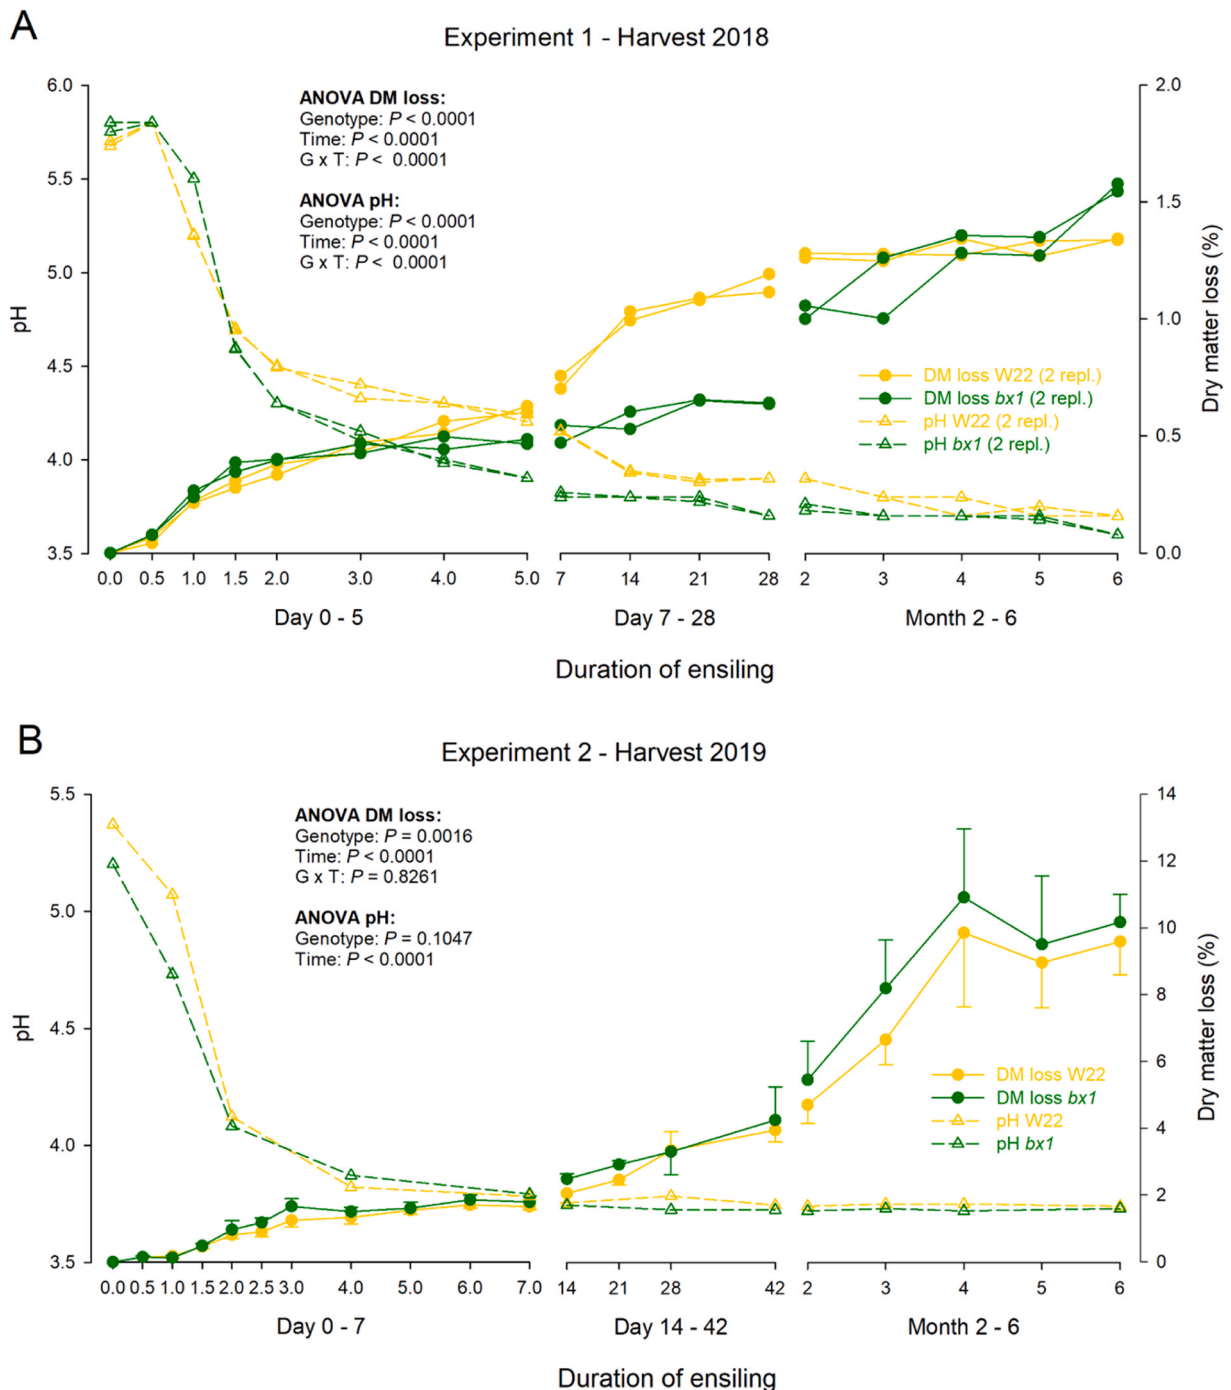 A
Experiment 1 - Harvest 2018
6.0
5.5
5.0
4.5
4.0
3.5
pH
ANOVA DM loss:
Genotype: P < 0.0001
Time: P < 0.0001
G x T: P < 0.0001
ANOVA pH:
Genotype: P < 0.0001
Time: P < 0.0001
G x T: P < 0.0001
DM loss W22 (2 repl.)
DM loss bx1 (2 repl.)
pH W22 (2 repl.)
pH bx1 (2 repl.)
2.0
1.5
1.0
0.5
0.0
Dry matter loss (%)
0.0 0.5 1.0 1.5 2.0 3.0 4.0 5.0 7 14 21 28 2 3 4 5 6
Day 0 - 5 Day 7 - 28 Month 2 - 6
Duration of ensiling
B
Experiment 2 - Harvest 2019
5.5
5.0
4.5
4.0
3.5
pH
ANOVA DM loss:
Genotype: P = 0.0016
Time: P < 0.0001
G x T: P = 0.8261
ANOVA pH:
Genotype: P = 0.1047
Time: P < 0.0001
DM loss W22
DM loss bx1
pH W22
pH bx1
14
12
10
8
6
4
2
0
Dry matter loss (%)
0.0 0.5 1.0 1.5 2.0 2.5 3.0 4.0 5.0 6.0 7.0 14 21 28 42 2 3 4 5 6
Day 0 - 7 Day 14 - 42 Month 2 - 6
Duration of ensiling